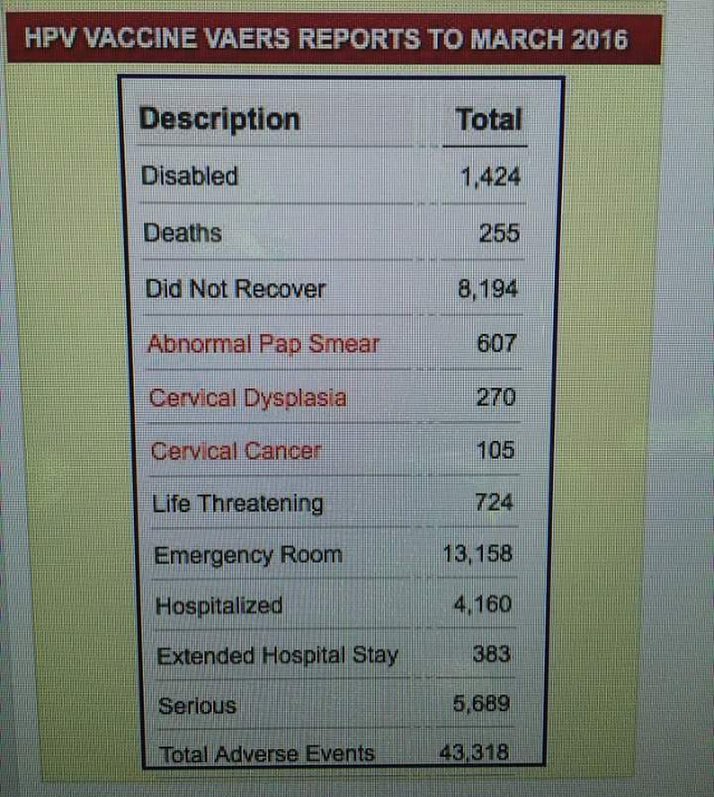 HPV VACCINE VAERS REPORTS TO MARCH 2016
Description Total
Disabled 1,424
Deaths 255
Did Not Recover 8,194
Abnormal Pap Smear 607
Cervical Dysplasia 270
Cervical Cancer 105
Life Threatening 724
Emergency Room 13,158
Hospitalized 4,160
Extended Hospital Stay 383
Serious 5,689
Total Adverse Events 43,318